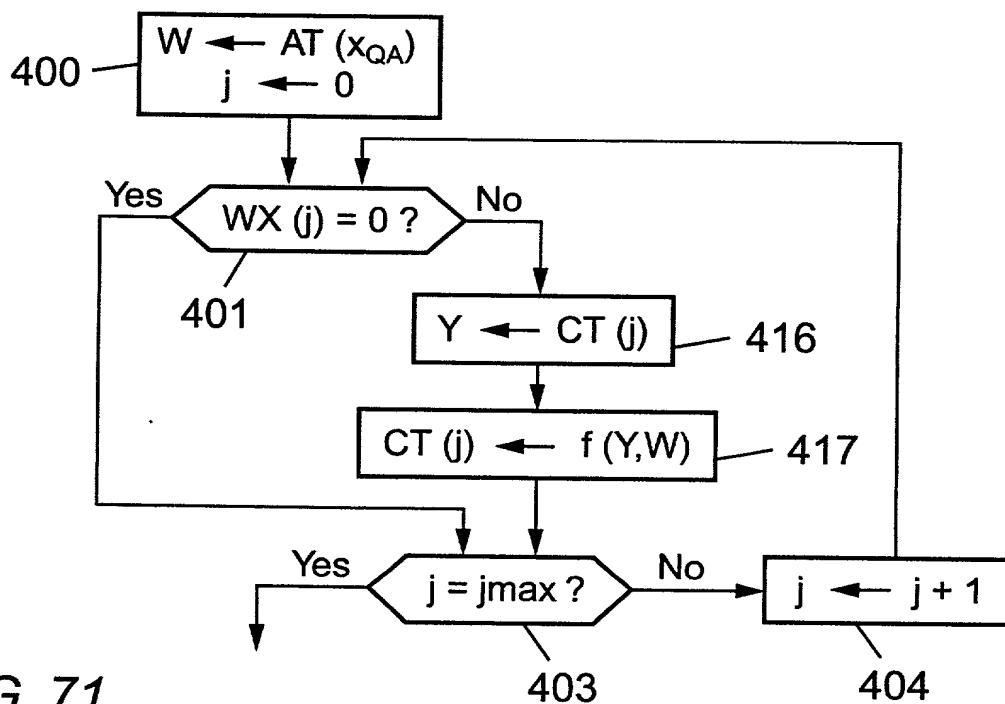 W ← AT (xQA)
j ← 0
400
Yes
WX (j) = 0 ?
No
401
Y ← CT (j)
416
CT (j) ← f (Y,W)
417
Yes
j = jmax ?
No
j ← j + 1
403
404
G. 71